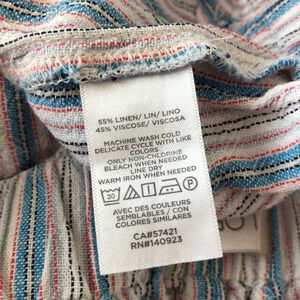 55% LINEN/ LIN/ LINO
45% VISCOSE/ VISCOSA
MACHINE WASH COLD
DELICATE CYCLE WITH LIKE
COLORS
ONLY NON-CHLORINE
BLEACH WHEN NEEDED
LINE DRY
WARM IRON WHEN NEEDED
30
AVEC DES COULEURS
SEMBLABLES / CON
COLORES SIMILARES
CA#57421
RN#140923